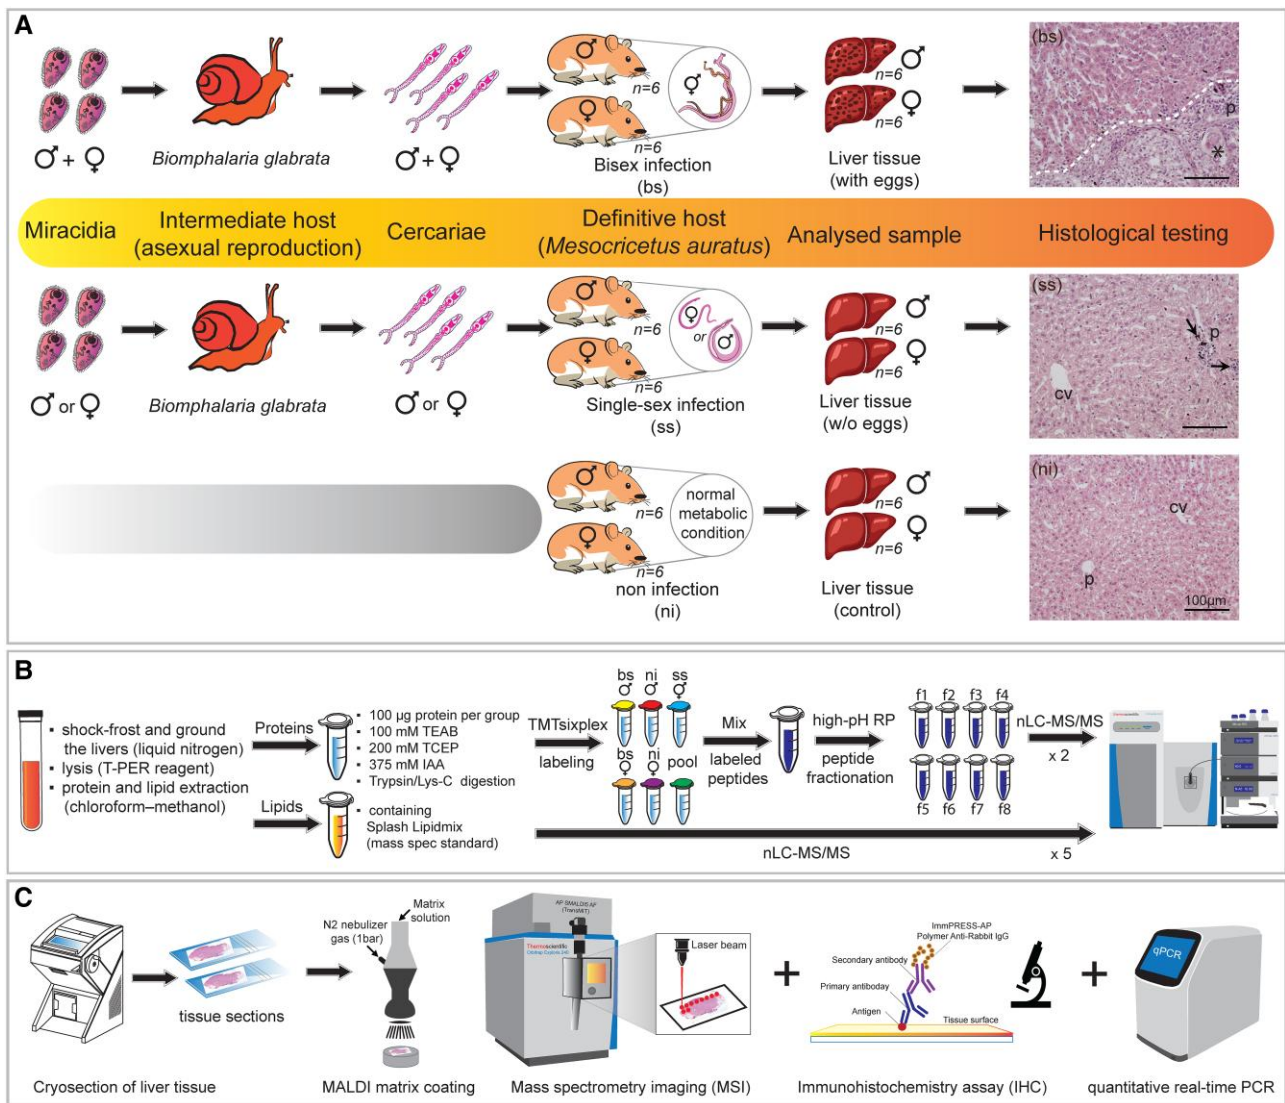 A
n=6
n=6
n=6
n=6
(bs)
p
*
♂ + ♀
Biomphalaria glabrata
♂ + ♀
Bisex infection
(bs)
Liver tissue
(with eggs)
Miracidia
Intermediate host
(asexual reproduction)
Cercariae
Definitive host
(Mesocricetus auratus)
Analysed sample
Histological testing
n=6
n=6
or
n=6
n=6
(ss)
p
cv
♂ or ♀
Biomphalaria glabrata
♂ or ♀
Single-sex infection
(ss)
Liver tissue
(w/o eggs)
n=6
n=6
normal
metabolic
condition
n=6
n=6
(ni)
cv
p
100µm
non infection
(ni)
Liver tissue
(control)
B
▪ shock-frost and ground
the livers (liquid nitrogen)
▪ lysis (T-PER reagent)
▪ protein and lipid extraction
(chloroform–methanol)
Proteins
▪ 100 µg protein per group
▪ 100 mM TEAB
▪ 200 mM TCEP
▪ 375 mM IAA
▪ Trypsin/Lys-C digestion
Lipids
▪ containing
Splash Lipidmix
(mass spec standard)
TMTsixplex
labeling
bs ni ss
♂ ♂ ⚥
bs ni pool
♀ ♀
Mix
labeled
peptides
high-pH RP
peptide
fractionation
f1 f2 f3 f4
f5 f6 f7 f8
nLC-MS/MS
x 2
nLC-MS/MS
x 5
C
tissue sections
Cryosection of liver tissue
Matrix
solution
N2 nebulizer
gas (1bar)
MALDI matrix coating
AP SMALDI5 AF
(TransMIT)
Thermoscientific
Laser beam
Mass spectrometry imaging (MSI)
+
ImmPRESS-AP
Polymer Anti-Rabbit IgG
Secondary antibody
Primary antiboday
Antigen
Tissue surface
Immunohistochemistry assay (IHC)
+
qPCR
quantitative real-time PCR